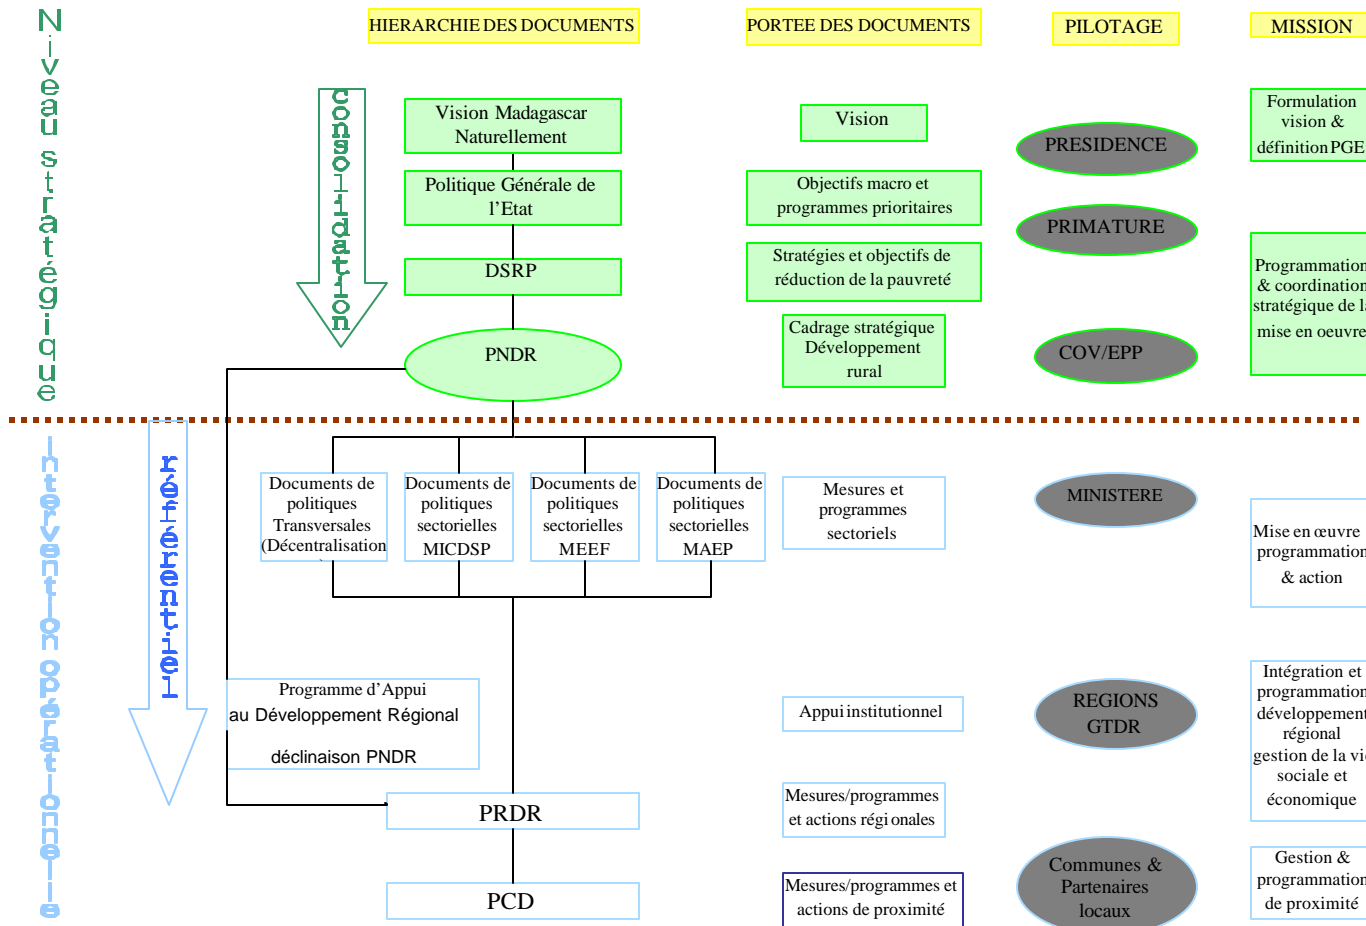 Niveau stratégique
Intervention opérationnelle
consolidation
référentiel
HIERARCHIE DES DOCUMENTS
Vision Madagascar
Naturellement
Politique Générale de
l’Etat
DSRP
PNDR
Documents de
politiques
Transversales
(Décentralisation
Documents de
politiques
sectorielles
MICDSP
Documents de
politiques
sectorielles
MEEF
Documents de
politiques
sectorielles
MAEP
Programme d’Appui
au Développement Régional
déclinaison PNDR
PRDR
PCD
PORTEE DES DOCUMENTS
Vision
Objectifs macro et
programmes prioritaires
Stratégies et objectifs de
réduction de la pauvreté
Cadrage stratégique
Développement
rural
Mesures et
programmes
sectoriels
Appui institutionnel
Mesures/programmes
et actions régionales
Mesures/programmes et
actions de proximité
PILOTAGE
PRESIDENCE
PRIMATURE
COV/EPP
MINISTERE
REGIONS
GTDR
Communes &
Partenaires
locaux
MISSION
Formulation
vision &
définition PGE
Programmation
& coordination
stratégique de la
mise en oeuvre
Mise en œuvre
programmation
& action
Intégration et
programmation
développement
régional
gestion de la vie
sociale et
économique
Gestion &
programmation
de proximité